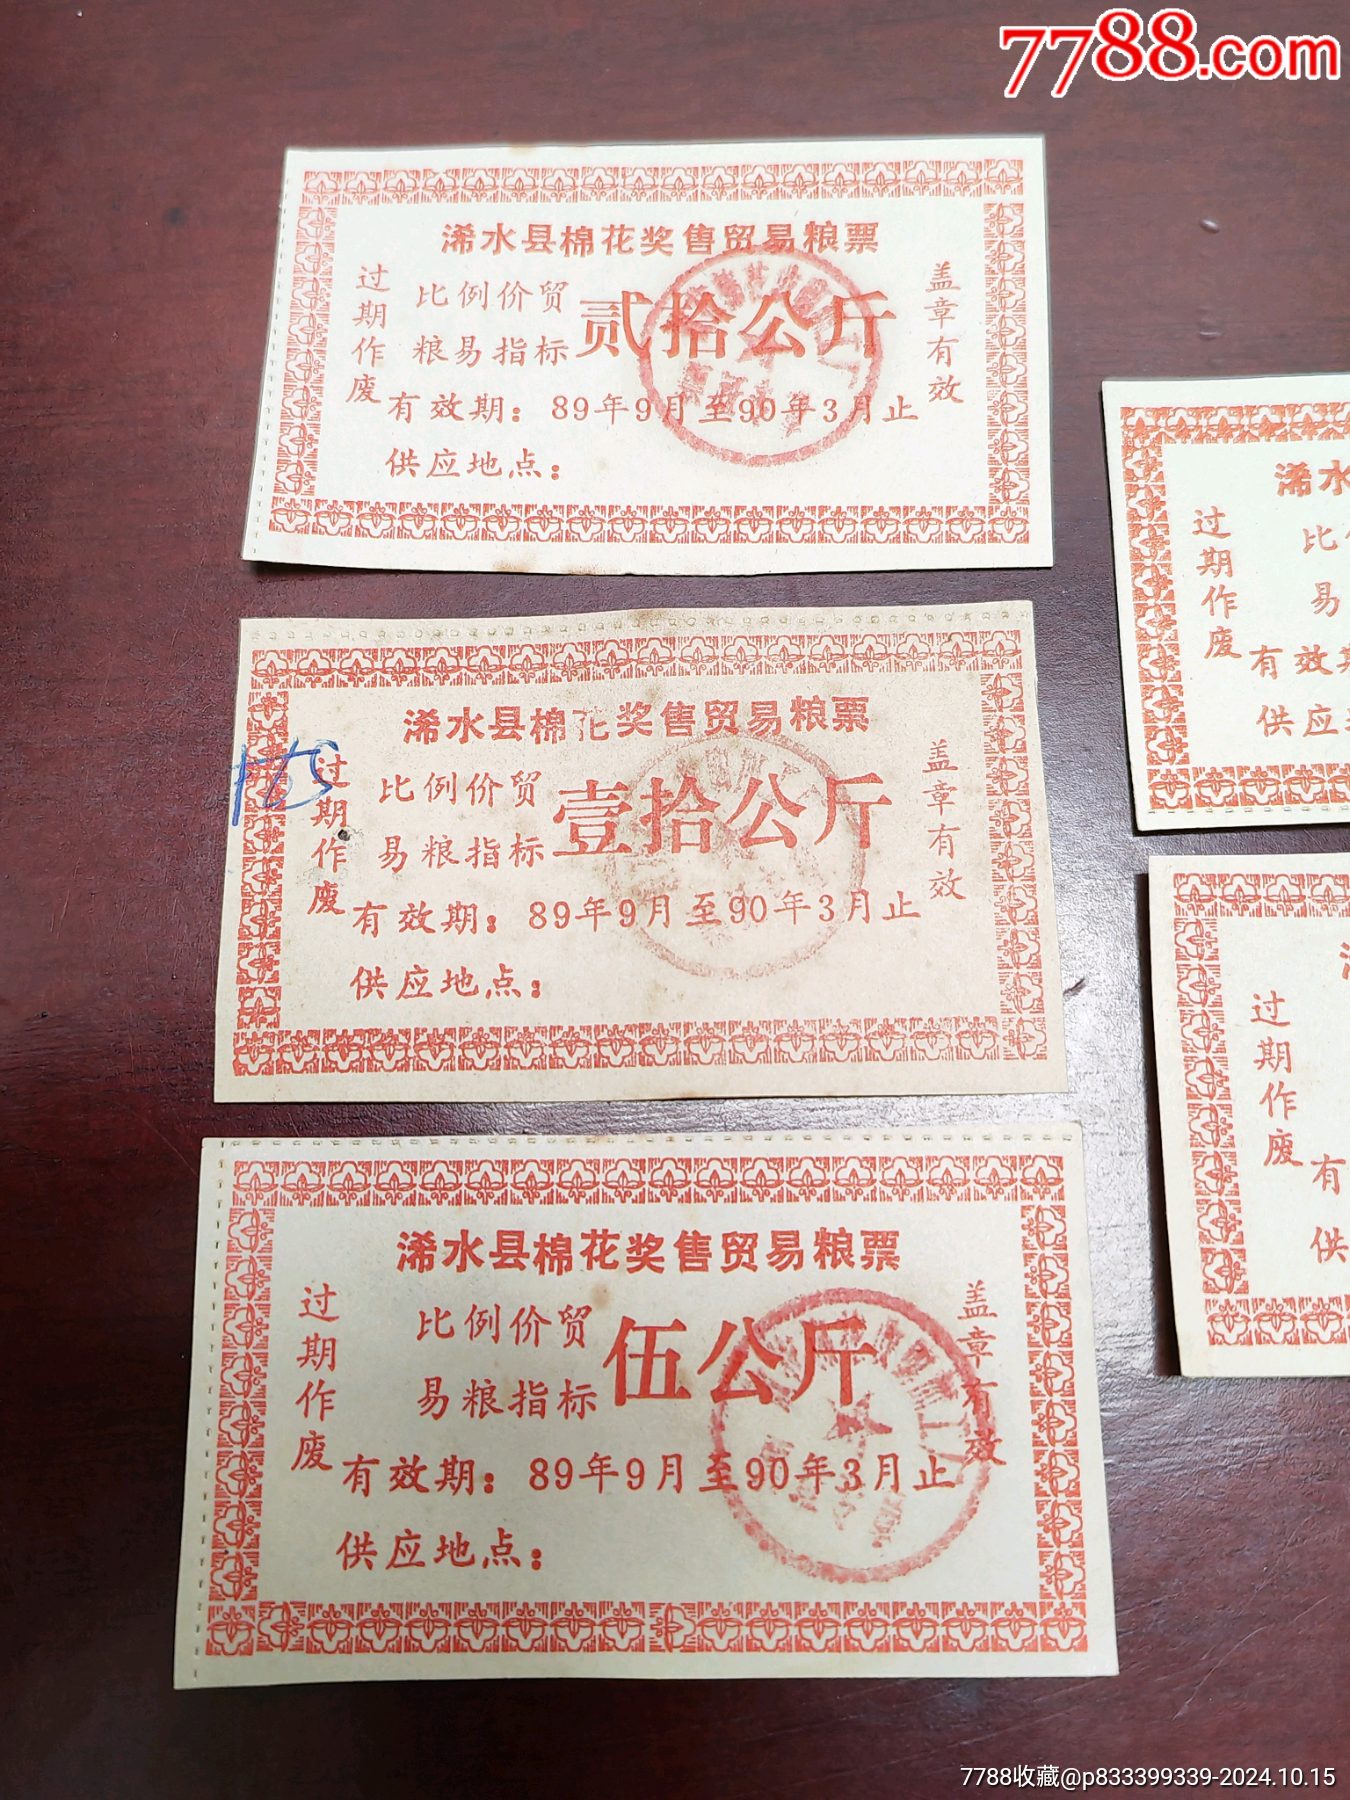 7788.com
浠水县棉花奖售贸易粮票
过期作废
比例价贸
粮易指标
贰拾公斤
盖章有效
有效期：89年9月至90年3月止
供应地点：
浠水县棉花奖售贸易粮票
过期作废
比例价贸
易粮指标
壹拾公斤
盖章有效
有效期：89年9月至90年3月止
供应地点：
浠水县棉花奖售贸易粮票
过期作废
比例价贸
易粮指标
伍公斤
盖章有效
有效期：89年9月至90年3月止
供应地点：
浠水
过期作废
比
易
有效
供应
过期作废
有
供
7788收藏@p833399339-2024.10.15